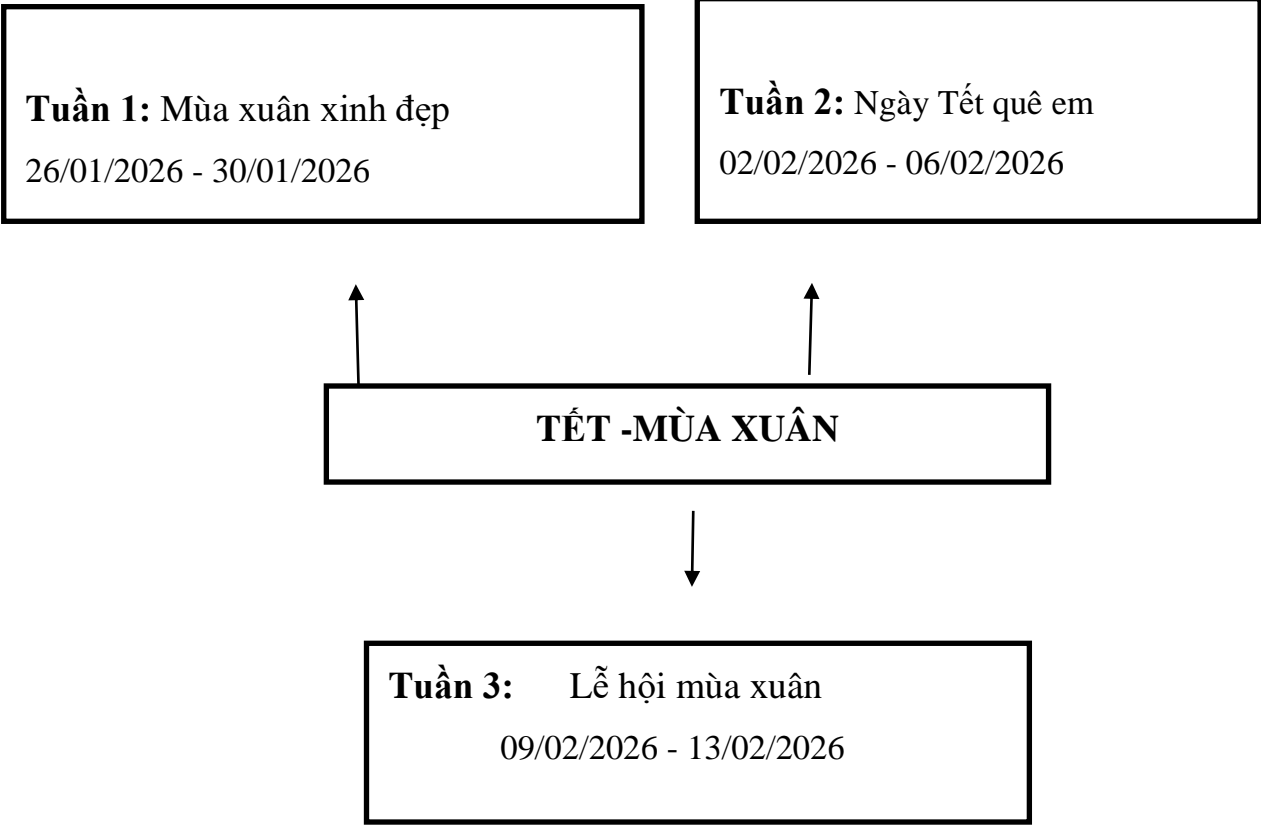 Tuần 1: Mùa xuân xinh đẹp
26/01/2026 - 30/01/2026
Tuần 2: Ngày Tết quê em
02/02/2026 - 06/02/2026
TẾT -MÙA XUÂN
Tuần 3: Lễ hội mùa xuân
09/02/2026 - 13/02/2026